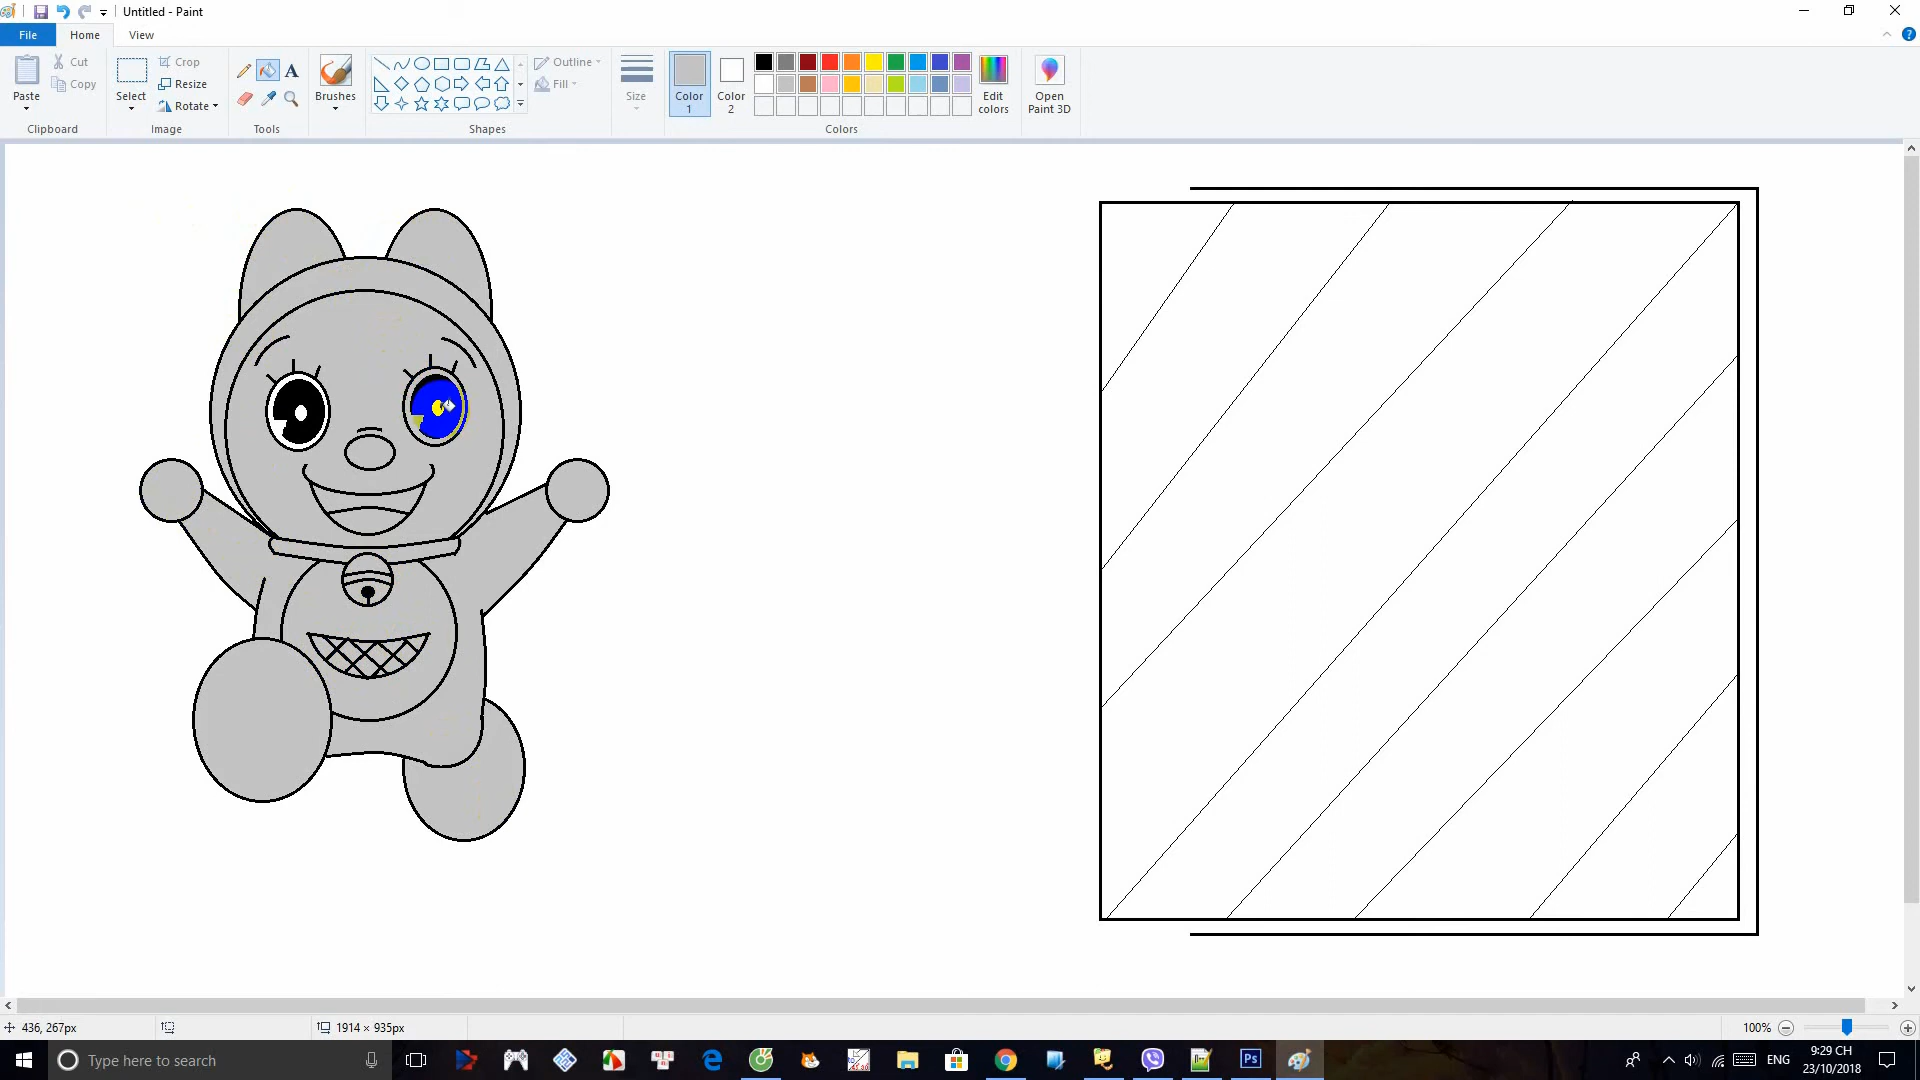 Untitled - Paint
File Home View
Paste Cut Copy
Clipboard
Select Crop Resize Rotate
Image
A
Tools
Brushes
Shapes
Outline
Fill
Size
Color 1
Color 2
Colors
Edit colors
Open Paint 3D
436, 267px
1914 × 935px
100%
Type here to search
Ps
ENG
9:29 CH
23/10/2018